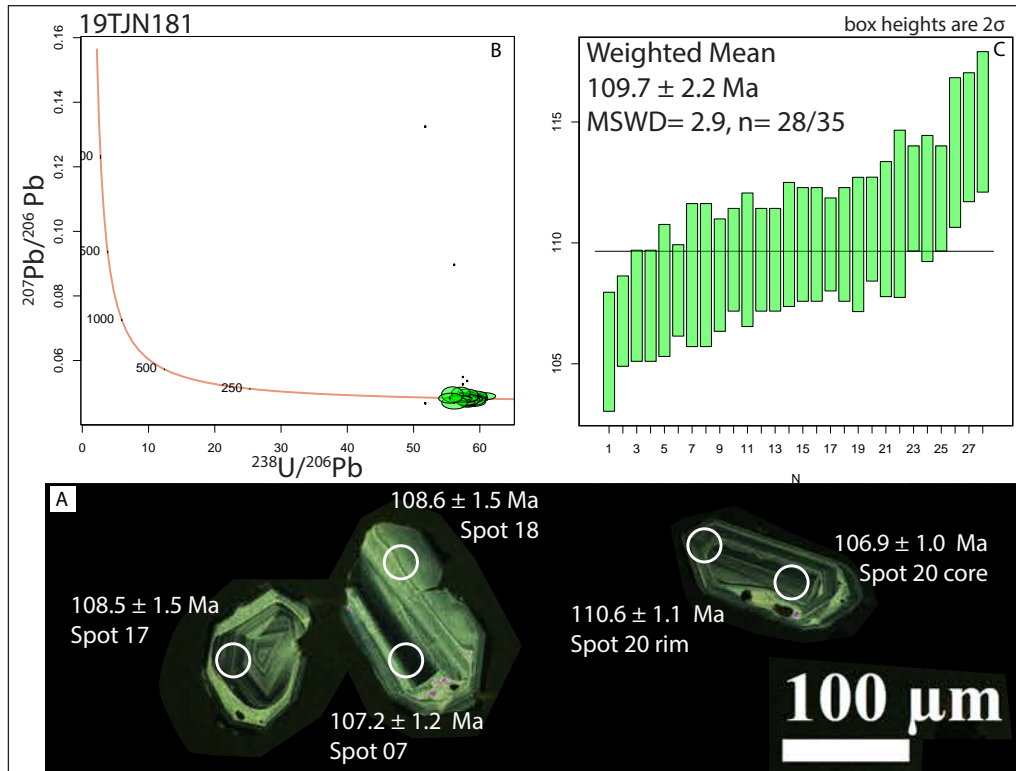 19TJN181
box heights are 2σ
B
0.16
0.14
0.12
0.10
0.08
0.06
207Pb/206 Pb
00
500
1000
500
250
0 10 20 30 40 50 60
238U/206Pb
C
Weighted Mean
109.7 ± 2.2 Ma
MSWD= 2.9, n= 28/35
115
110
105
1 3 5 7 9 11 13 15 17 19 21 23 25 27
N
A
108.6 ± 1.5 Ma
Spot 18
108.5 ± 1.5 Ma
Spot 17
107.2 ± 1.2 Ma
Spot 07
106.9 ± 1.0 Ma
Spot 20 core
110.6 ± 1.1 Ma
Spot 20 rim
100 µm